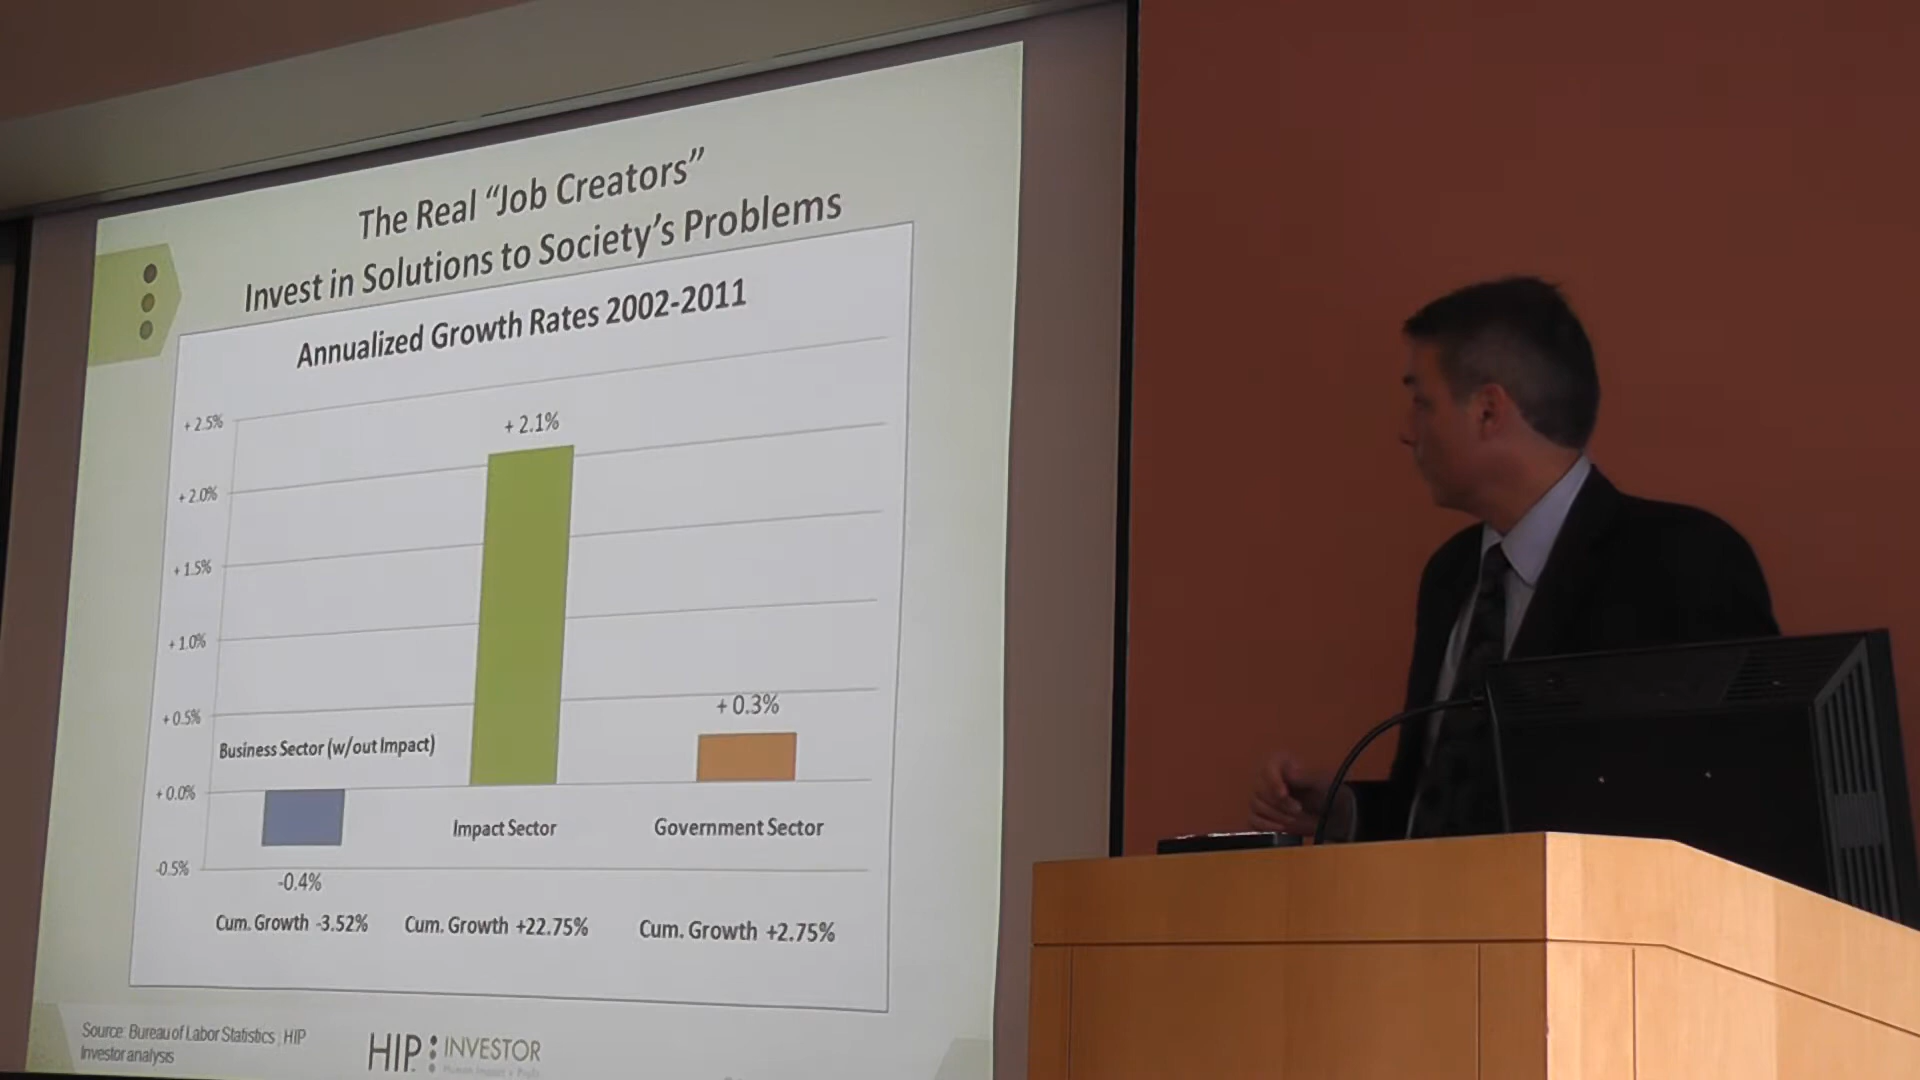 The Real “Job Creators”
Invest in Solutions to Society’s Problems
Annualized Growth Rates 2002-2011
+ 2.5%
+ 2.1%
+ 2.0%
+ 1.5%
+ 1.0%
+ 0.5%
+ 0.3%
Business Sector (w/out Impact)
+ 0.0%
Impact Sector
Government Sector
-0.5%
-0.4%
Cum. Growth -3.52%
Cum. Growth +22.75%
Cum. Growth +2.75%
Source: Bureau of Labor Statistics ; HIP
Investor analysis
HIP: INVESTOR
Human Impact + Profit